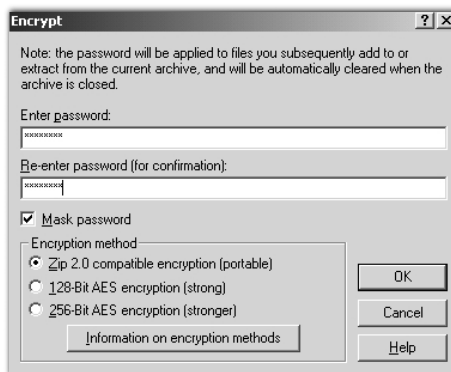 Encrypt
Note: the password will be applied to files you subsequently add to or
extract from the current archive, and will be automatically cleared when the
archive is closed.
Enter password:
xxxxxxxx
Re-enter password (for confirmation):
xxxxxxxx
Mask password
Encryption method
Zip 2.0 compatible encryption (portable)
128-Bit AES encryption (strong)
256-Bit AES encryption (stronger)
Information on encryption methods
OK
Cancel
Help